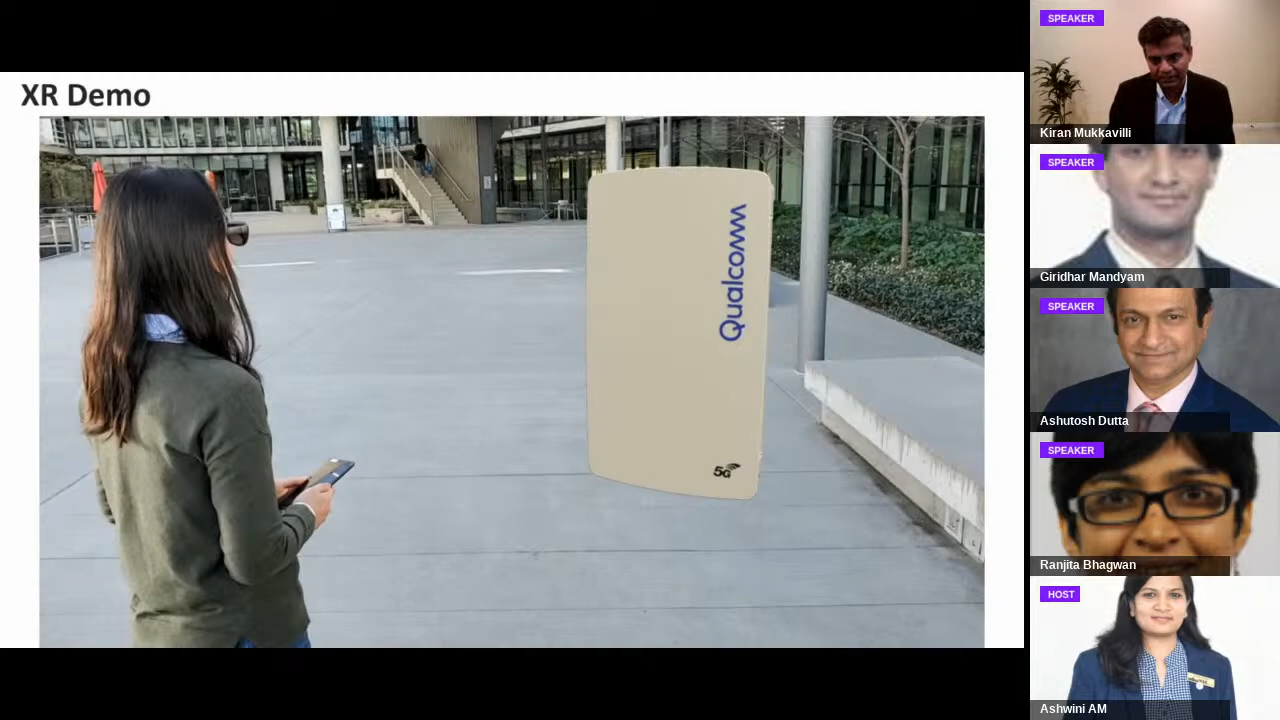 XR Demo
Qualcomm
5G
SPEAKER
Kiran Mukkavilli
SPEAKER
Giridhar Mandyam
SPEAKER
Ashutosh Dutta
SPEAKER
Ranjita Bhagwan
HOST
Ashwini AM